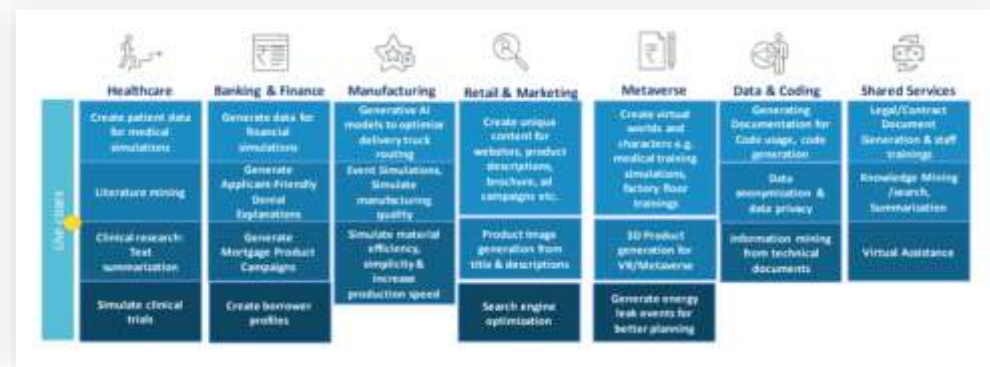 Healthcare
Create patient data
for medical
simulations
Literature mining
Clinical research:
Text
summarization
Simulate clinical
trials
Banking & Finance
Generate data for
financial
simulations
Generate
Applicant-Friendly
Denial
Explanations
Generate
Mortgage Product
Campaigns
Create borrower
profiles
Manufacturing
Generative AI
models to optimize
delivery truck
routing
Event Simulations,
Simulate
manufacturing
quality
Simulate material
efficiency,
simplicity &
increase
production speed
Retail & Marketing
Create unique
content for
websites, product
descriptions,
brochure, ad
campaigns etc.
Product image
generation from
title & descriptions
Search engine
optimization
Metaverse
Create virtual
worlds and
characters e.g.
medical training
simulations,
factory floor
trainings
3D Product
generation for
VR/Metaverse
Generate energy
leak events for
better planning
Data & Coding
Generating
Documentation for
Code usage, code
generation
Data
anonymization &
data privacy
Information mining
from technical
documents
Shared Services
Legal/Contract
Document
Generation & staff
trainings
Knowledge Mining
/search,
Summarization
Virtual Assistance